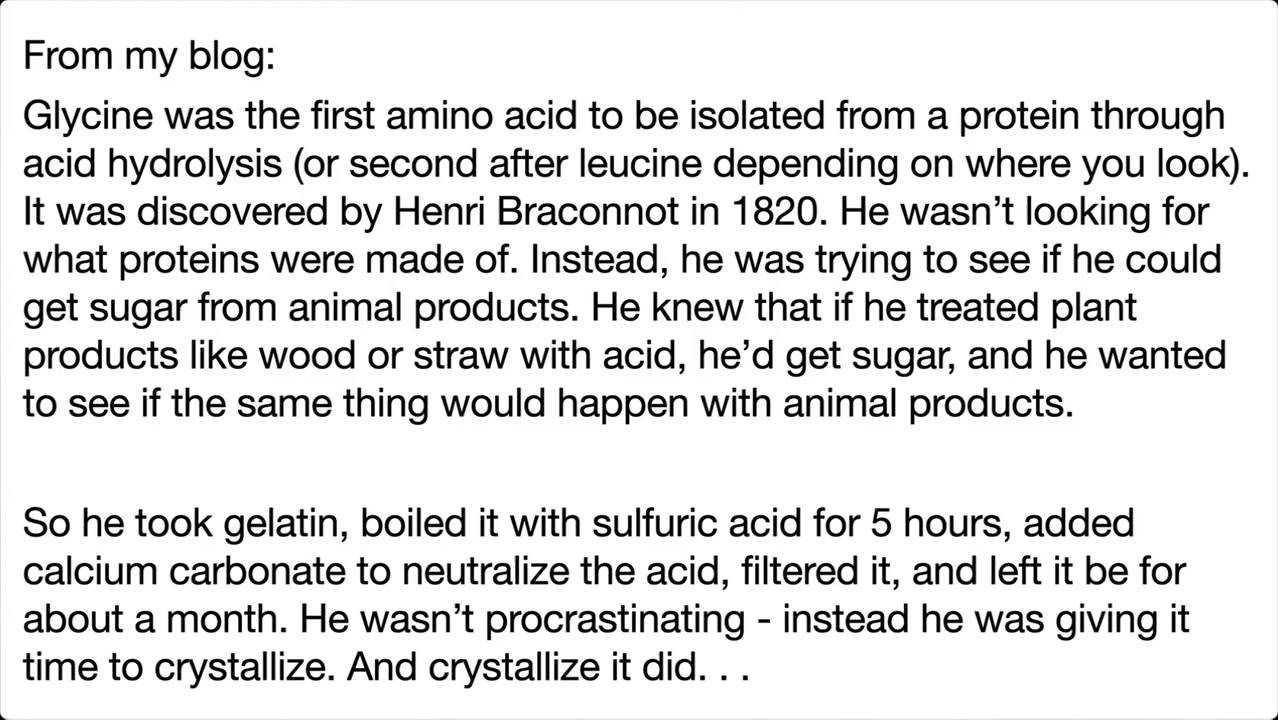 From my blog:
Glycine was the first amino acid to be isolated from a protein through
acid hydrolysis (or second after leucine depending on where you look).
It was discovered by Henri Braconnot in 1820. He wasn’t looking for
what proteins were made of. Instead, he was trying to see if he could
get sugar from animal products. He knew that if he treated plant
products like wood or straw with acid, he’d get sugar, and he wanted
to see if the same thing would happen with animal products.
So he took gelatin, boiled it with sulfuric acid for 5 hours, added
calcium carbonate to neutralize the acid, filtered it, and left it be for
about a month. He wasn’t procrastinating - instead he was giving it
time to crystallize. And crystallize it did. . .